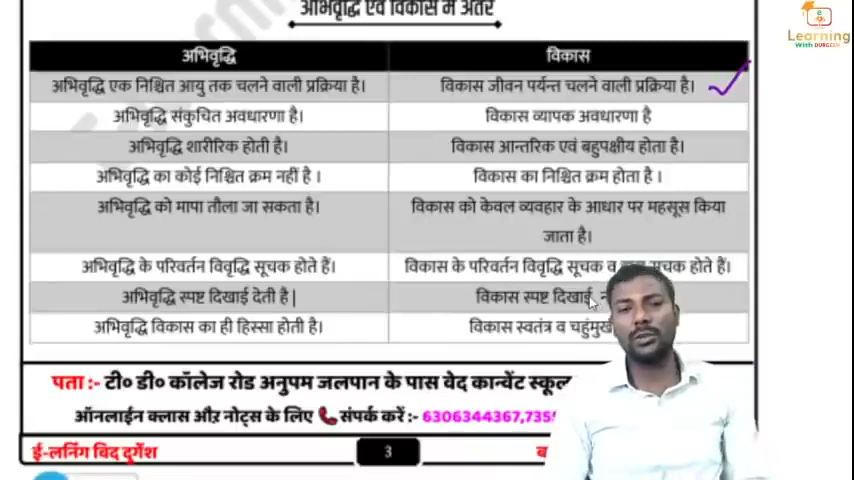 अभिवृद्धि एवं विकास में अंतर
Learning
With DURGESH
अभिवृद्धि विकास
अभिवृद्धि एक निश्चित आयु तक चलने वाली प्रक्रिया है। विकास जीवन पर्यन्त चलने वाली प्रक्रिया है।
अभिवृद्धि संकुचित अवधारणा है। विकास व्यापक अवधारणा है
अभिवृद्धि शारीरिक होती है। विकास आन्तरिक एवं बहुपक्षीय होता है।
अभिवृद्धि का कोई निश्चित क्रम नहीं है । विकास का निश्चित क्रम होता है ।
अभिवृद्धि को मापा तौला जा सकता है। विकास को केवल व्यवहार के आधार पर महसूस किया
जाता है।
अभिवृद्धि के परिवर्तन विवृद्धि सूचक होते हैं। विकास के परिवर्तन विवृद्धि सूचक व सूचक होते हैं।
अभिवृद्धि स्पष्ट दिखाई देती है | विकास स्पष्ट दिखाई
अभिवृद्धि विकास का ही हिस्सा होती है। विकास स्वतंत्र व
पता :- टी० डी० कॉलेज रोड अनुपम जलपान के पास वेद कान्वेंट स्कूल
ऑनलाईन क्लास औऱ नोट्स के लिए संपर्क करें :- 6306344367,
ई-लर्निंग विद दुर्गेश 3